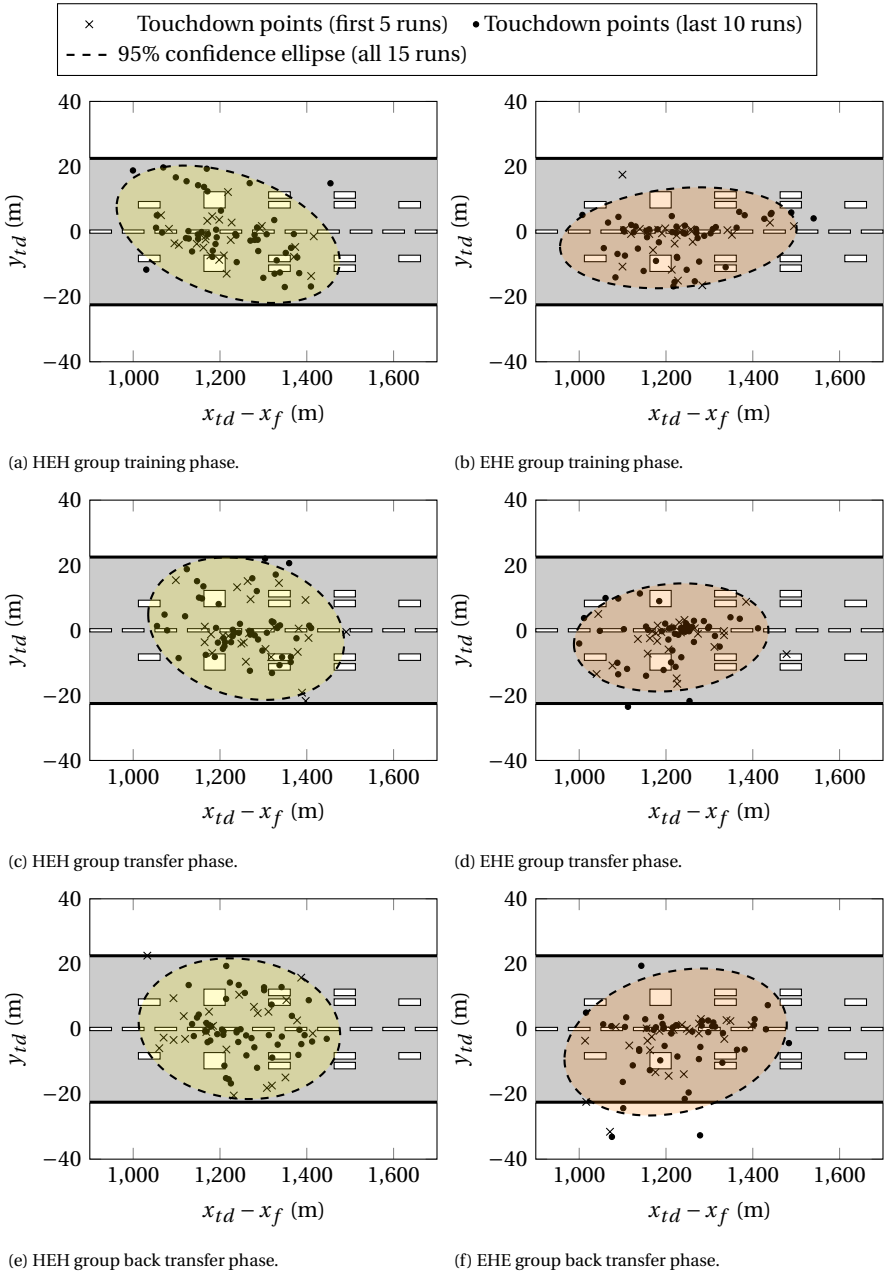 × Touchdown points (first 5 runs) • Touchdown points (last 10 runs)
--- 95% confidence ellipse (all 15 runs)
40
20
0
−20
−40
y_td (m)
1,000 1,200 1,400 1,600
x_td − x_f (m)
(a) HEH group training phase.
40
20
0
−20
−40
y_td (m)
1,000 1,200 1,400 1,600
x_td − x_f (m)
(b) EHE group training phase.
40
20
0
−20
−40
y_td (m)
1,000 1,200 1,400 1,600
x_td − x_f (m)
(c) HEH group transfer phase.
40
20
0
−20
−40
y_td (m)
1,000 1,200 1,400 1,600
x_td − x_f (m)
(d) EHE group transfer phase.
40
20
0
−20
−40
y_td (m)
1,000 1,200 1,400 1,600
x_td − x_f (m)
(e) HEH group back transfer phase.
40
20
0
−20
−40
y_td (m)
1,000 1,200 1,400 1,600
x_td − x_f (m)
(f) EHE group back transfer phase.